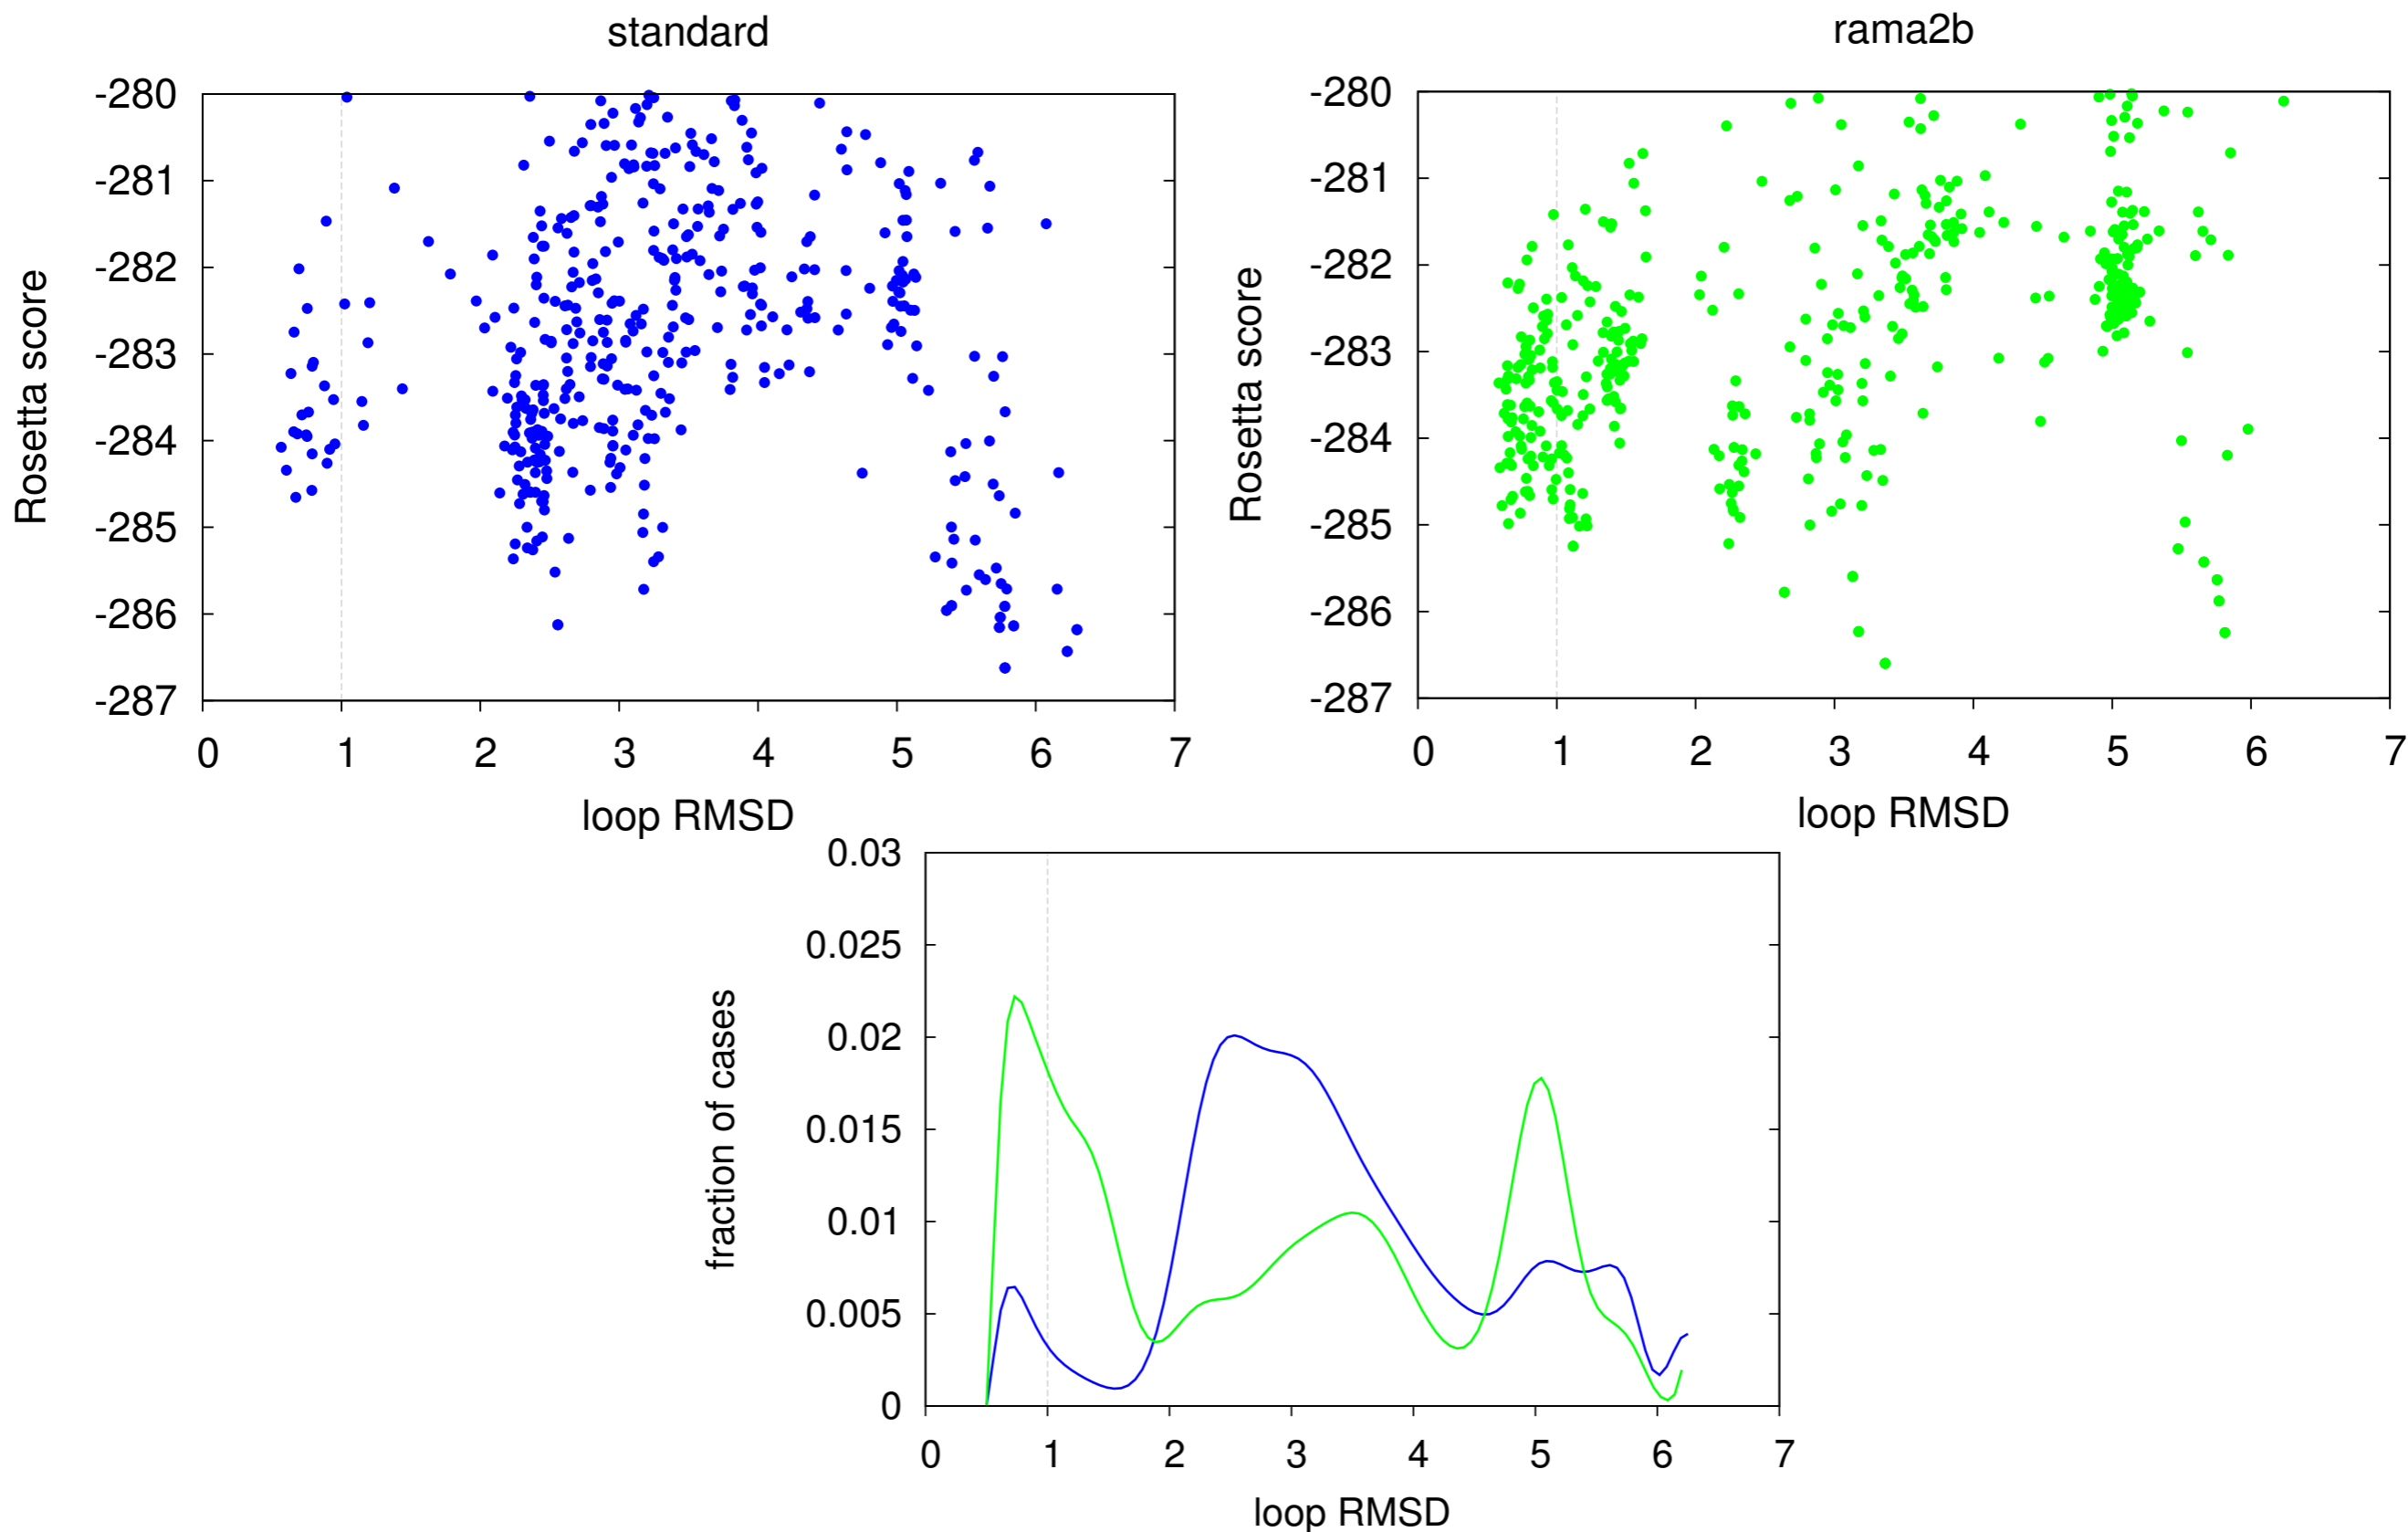 standard
-280
-281
-282
-283
-284
-285
-286
-287
Rosetta score
0 1 2 3 4 5 6 7
loop RMSD
rama2b
-280
-281
-282
-283
-284
-285
-286
-287
Rosetta score
0 1 2 3 4 5 6 7
loop RMSD
0.03
0.025
0.02
0.015
0.01
0.005
0
fraction of cases
0 1 2 3 4 5 6 7
loop RMSD